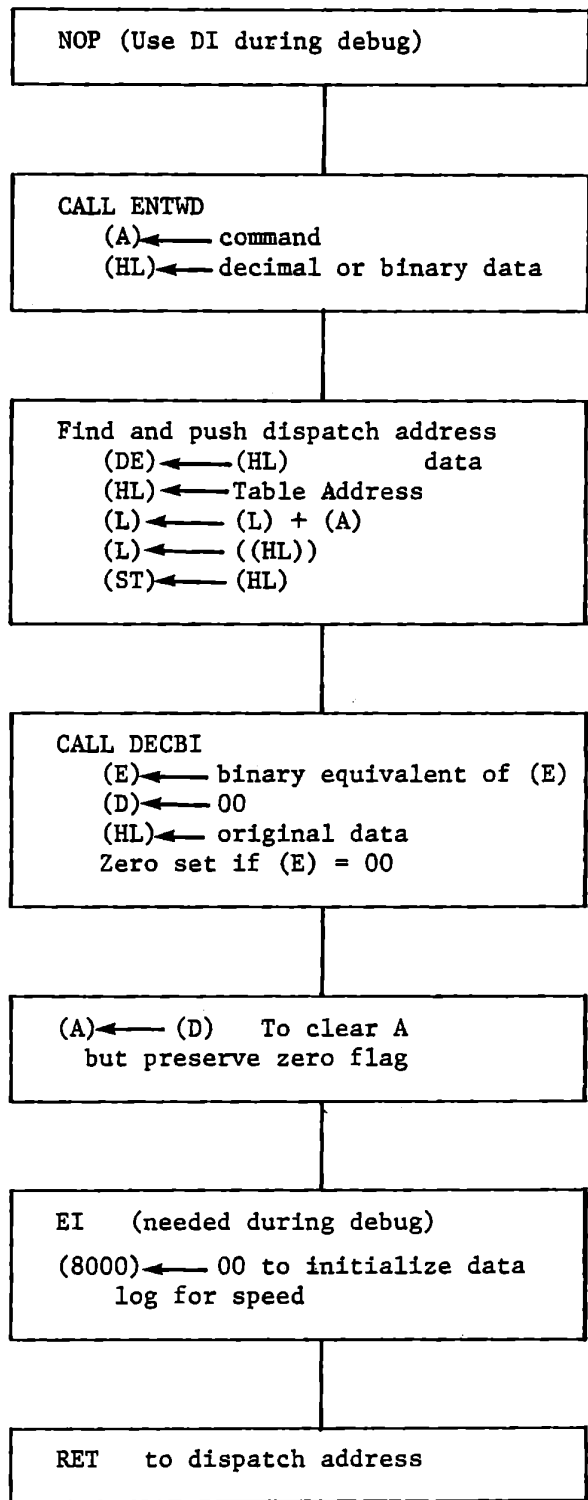 NOP (Use DI during debug)
CALL ENTWD
(A)← command
(HL)← decimal or binary data
Find and push dispatch address
(DE)← (HL) data
(HL)← Table Address
(L)← (L) + (A)
(L)← ((HL))
(ST)← (HL)
CALL DECBI
(E)← binary equivalent of (E)
(D)← 00
(HL)← original data
Zero set if (E) = 00
(A)← (D) To clear A
but preserve zero flag
EI (needed during debug)
(8000)← 00 to initialize data
log for speed
RET to dispatch address